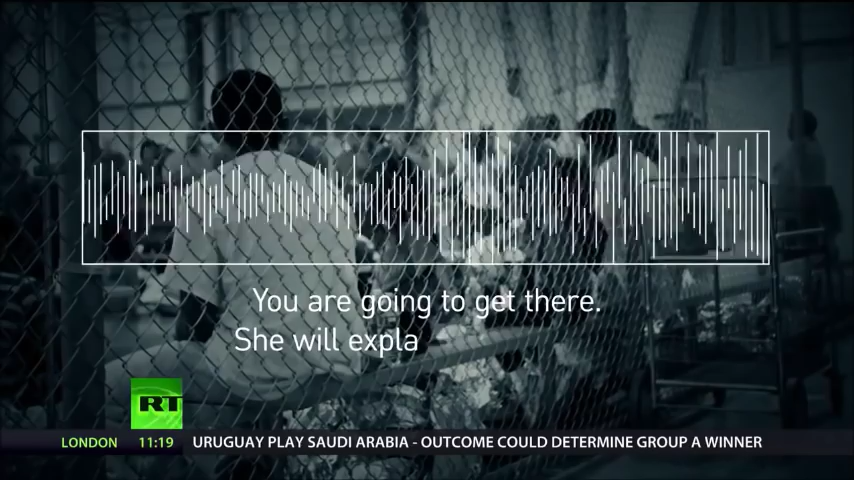 You are going to get there.
She will expla
RT
LONDON 11:19 URUGUAY PLAY SAUDI ARABIA - OUTCOME COULD DETERMINE GROUP A WINNER